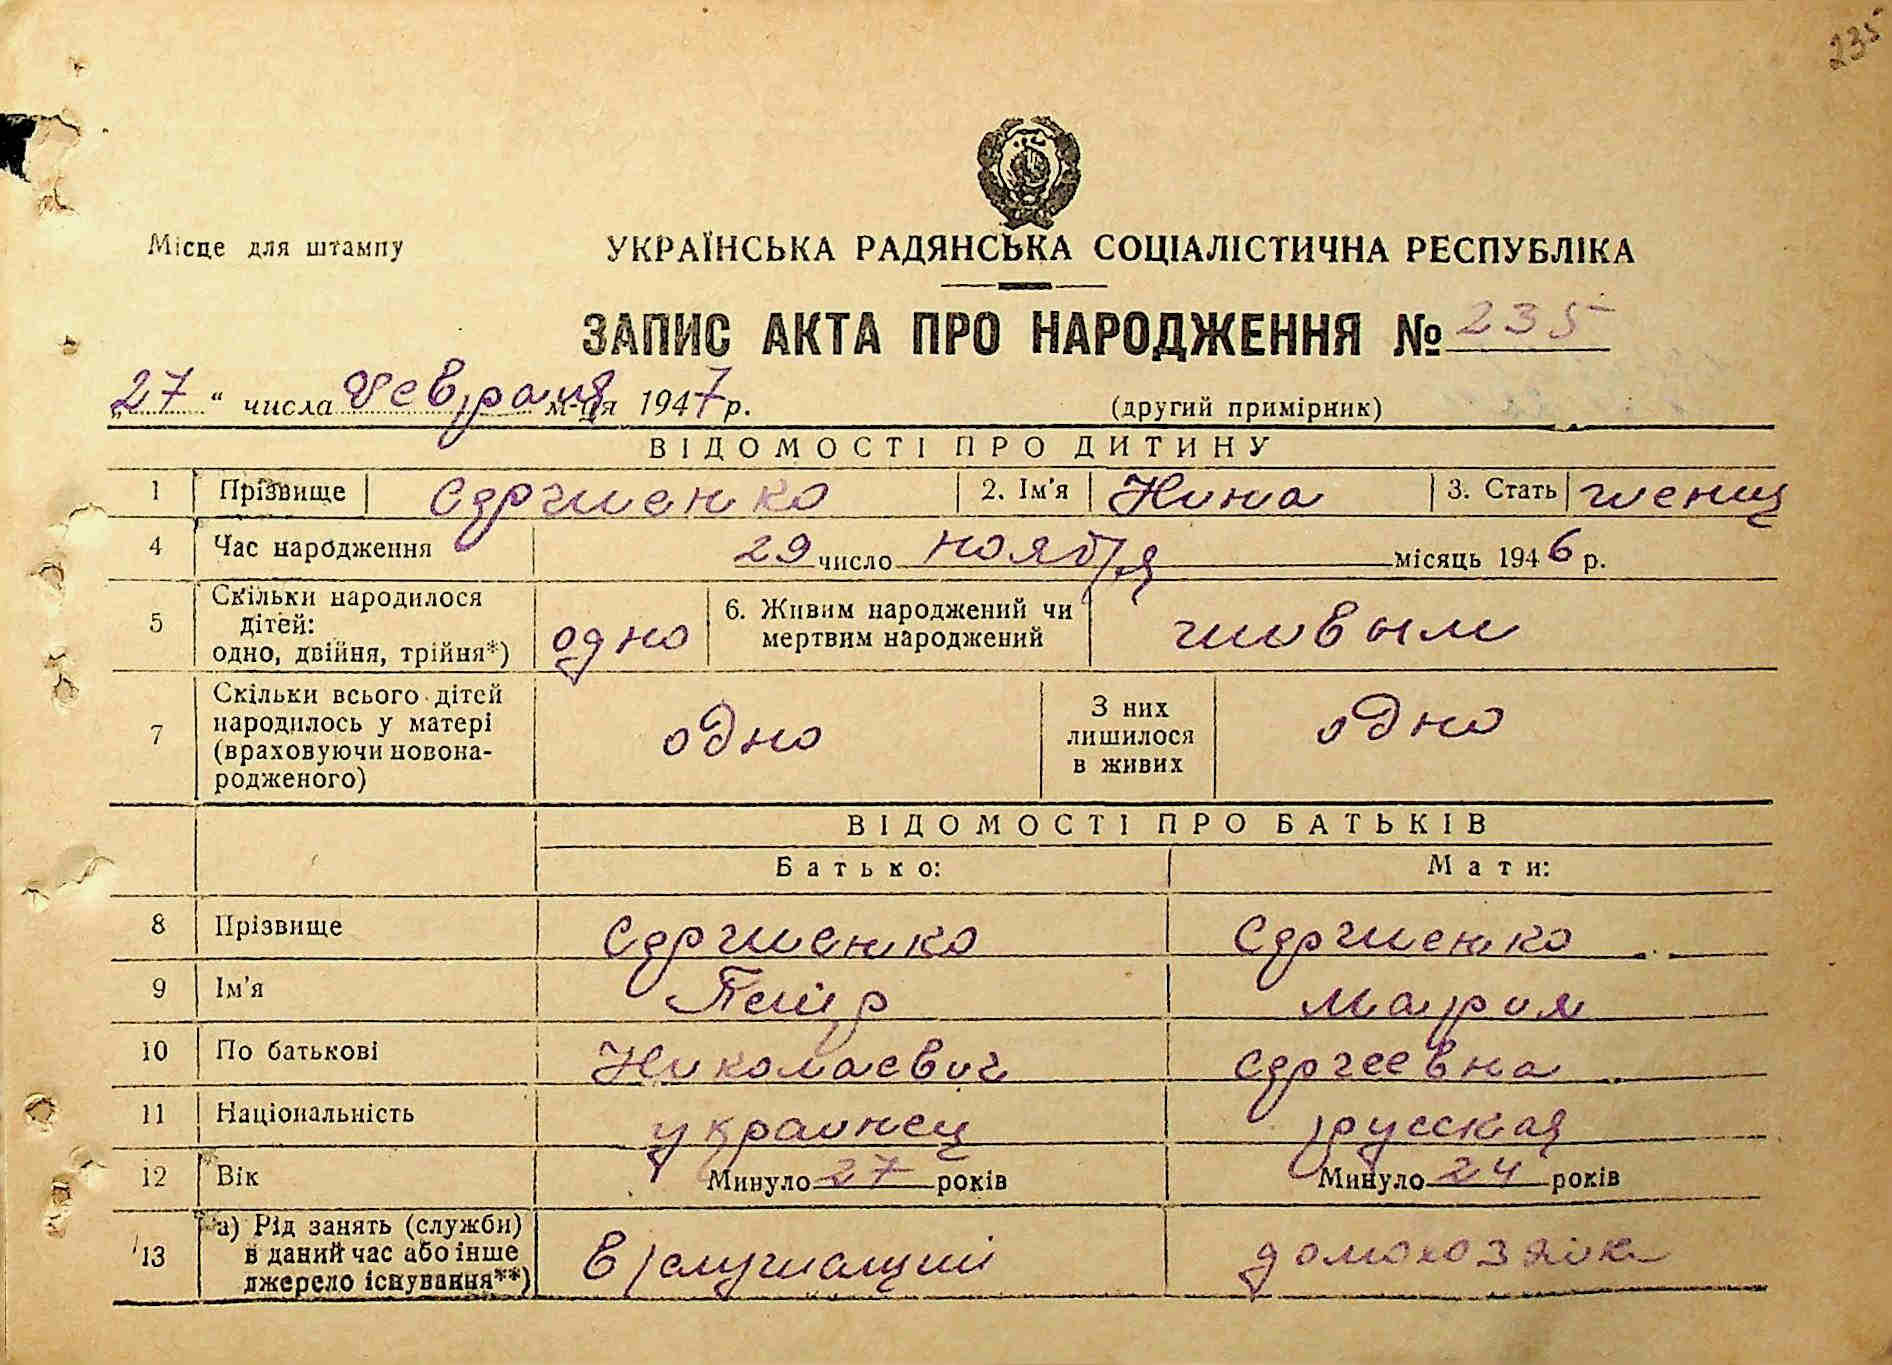 235
Місце для штампу
УКРАЇНСЬКА РАДЯНСЬКА СОЦІАЛІСТИЧНА РЕСПУБЛІКА
ЗАПИС АКТА ПРО НАРОДЖЕННЯ № 235
„27“ числа Февраля м-ця 1947 р. (другий примірник)
ВІДОМОСТІ ПРО ДИТИНУ
1 Прізвище Сергиенко 2. Ім'я Нина 3. Стать женщ
4 Час народження 29 число ноября місяць 1946 р.
5 Скільки народилося дітей: одно, двійня, трійня*) одно 6. Живим народжений чи мертвим народжений живым
7 Скільки всього дітей народилось у матері (враховуючи новонародженого) одно З них лишилося в живих одно
ВІДОМОСТІ ПРО БАТЬКІВ
Батько: Мати:
8 Прізвище Сергиенко Сергиенко
9 Ім'я Петр Мария
10 По батькові Николаевич Сергеевна
11 Національність украинец русская
12 Вік Минуло 27 років Минуло 24 років
13 а) Рід занять (служби) в даний час або інше джерело існування**) В/служащий домохозяйка